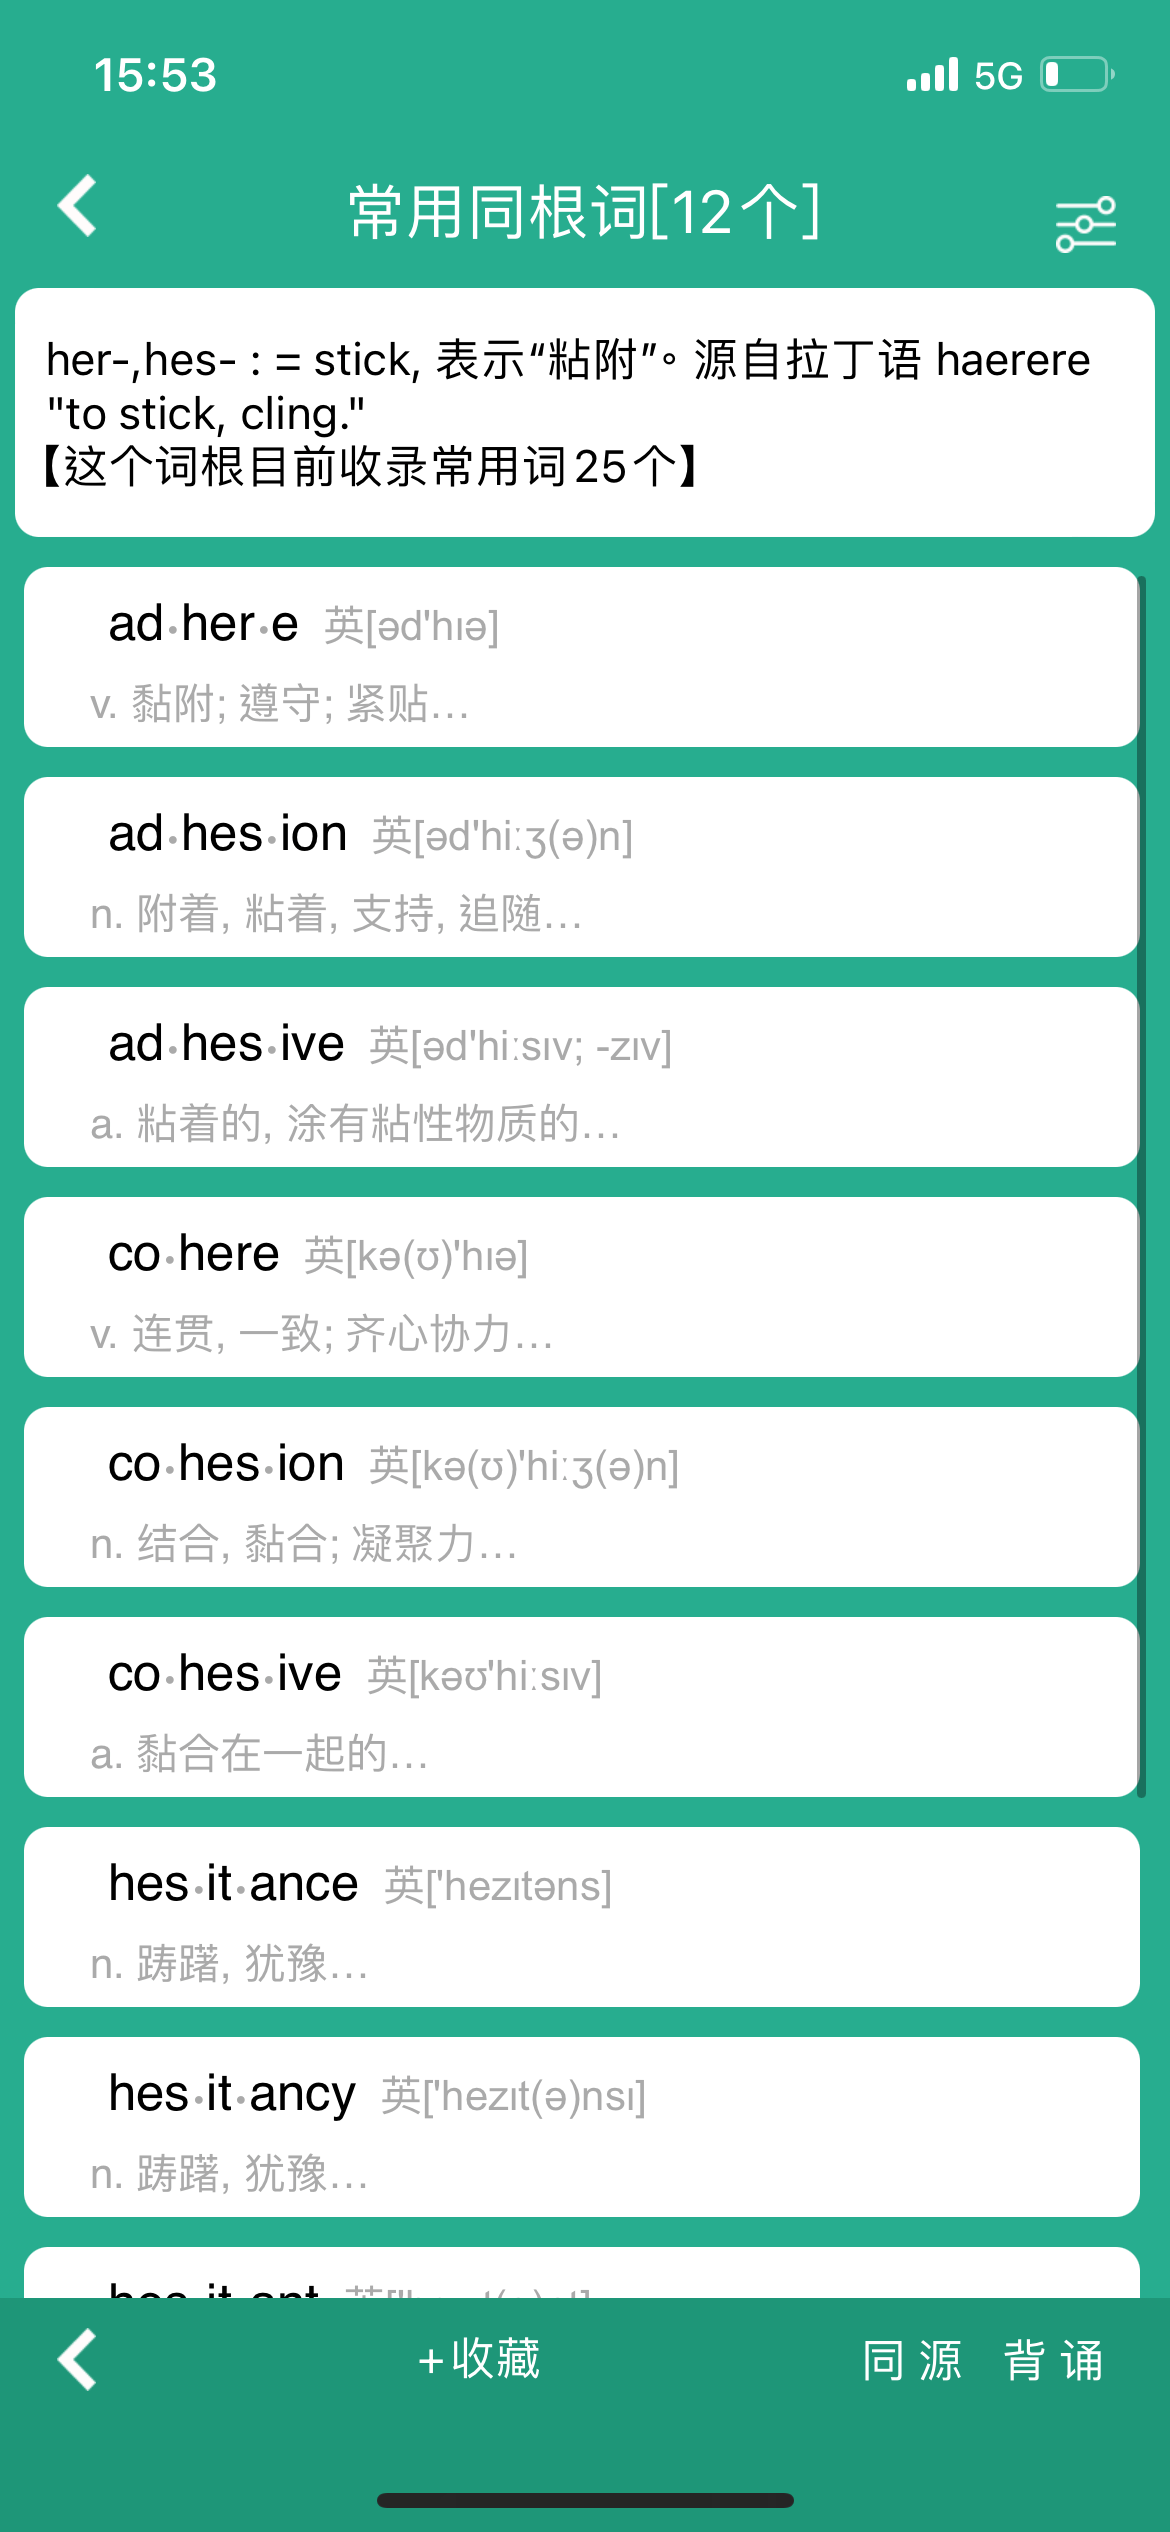 15:53
5G
常用同根词[12个]
her-,hes- : = stick, 表示“粘附”。源自拉丁语 haerere
"to stick, cling."
【这个词根目前收录常用词25个】
ad·her·e 英[əd'hɪə]
v. 黏附; 遵守; 紧贴…
ad·hes·ion 英[əd'hiːʒ(ə)n]
n. 附着, 粘着, 支持, 追随…
ad·hes·ive 英[əd'hiːsɪv; -zɪv]
a. 粘着的, 涂有粘性物质的…
co·here 英[kə(ʊ)'hɪə]
v. 连贯, 一致; 齐心协力…
co·hes·ion 英[kə(ʊ)'hiːʒ(ə)n]
n. 结合, 黏合; 凝聚力…
co·hes·ive 英[kəʊ'hiːsɪv]
a. 黏合在一起的…
hes·it·ance 英['hezɪtəns]
n. 踌躇, 犹豫…
hes·it·ancy 英['hezɪt(ə)nsɪ]
n. 踌躇, 犹豫…
hes·it·ant
+收藏
同源 背诵